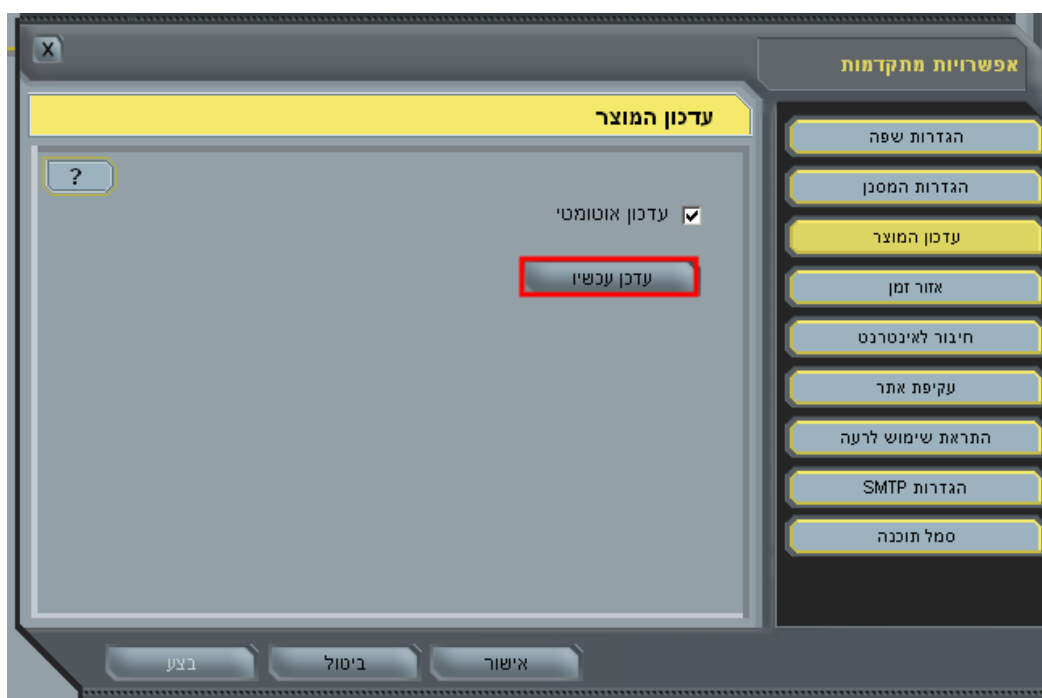 X
אפשרויות מתקדמות
הגדרות שפה
הגדרות המסנן
עדכון המוצר
אזור זמן
חיבור לאינטרנט
עקיפת אתר
התראת שימוש לרעה
הגדרות SMTP
סמל תוכנה
עדכון המוצר
?
עדכון אוטומטי
עדכן עכשיו
אישור
ביטול
בצע